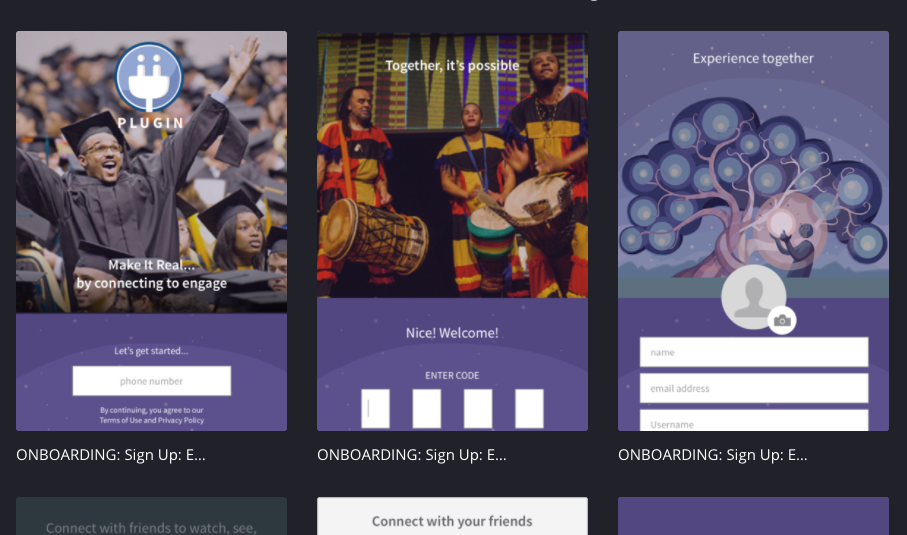 PLUGIN
Make It Real...
by connecting to engage
Let's get started...
phone number
By continuing, you agree to our
Terms of Use and Privacy Policy
ONBOARDING: Sign Up: E...
Together, it's possible
Nice! Welcome!
ENTER CODE
ONBOARDING: Sign Up: E...
Experience together
name
email address
Username
ONBOARDING: Sign Up: E...
Connect with friends to watch, see,
Connect with your friends